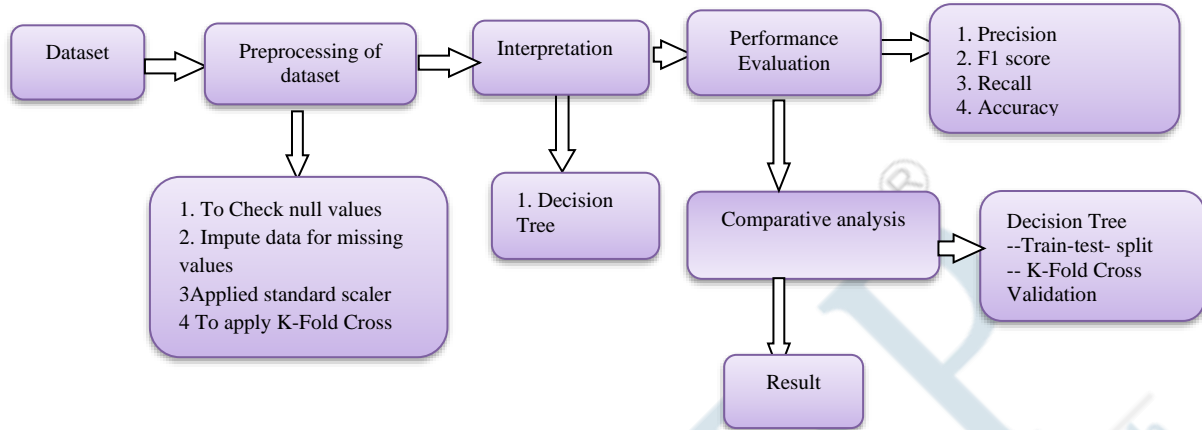 Dataset
Preprocessing of
dataset
Interpretation
Performance
Evaluation
1. Precision
2. F1 score
3. Recall
4. Accuracy
1. To Check null values
2. Impute data for missing
values
3Applied standard scaler
4 To apply K-Fold Cross
1. Decision
Tree
Comparative analysis
Decision Tree
--Train-test- split
-- K-Fold Cross
Validation
Result
®